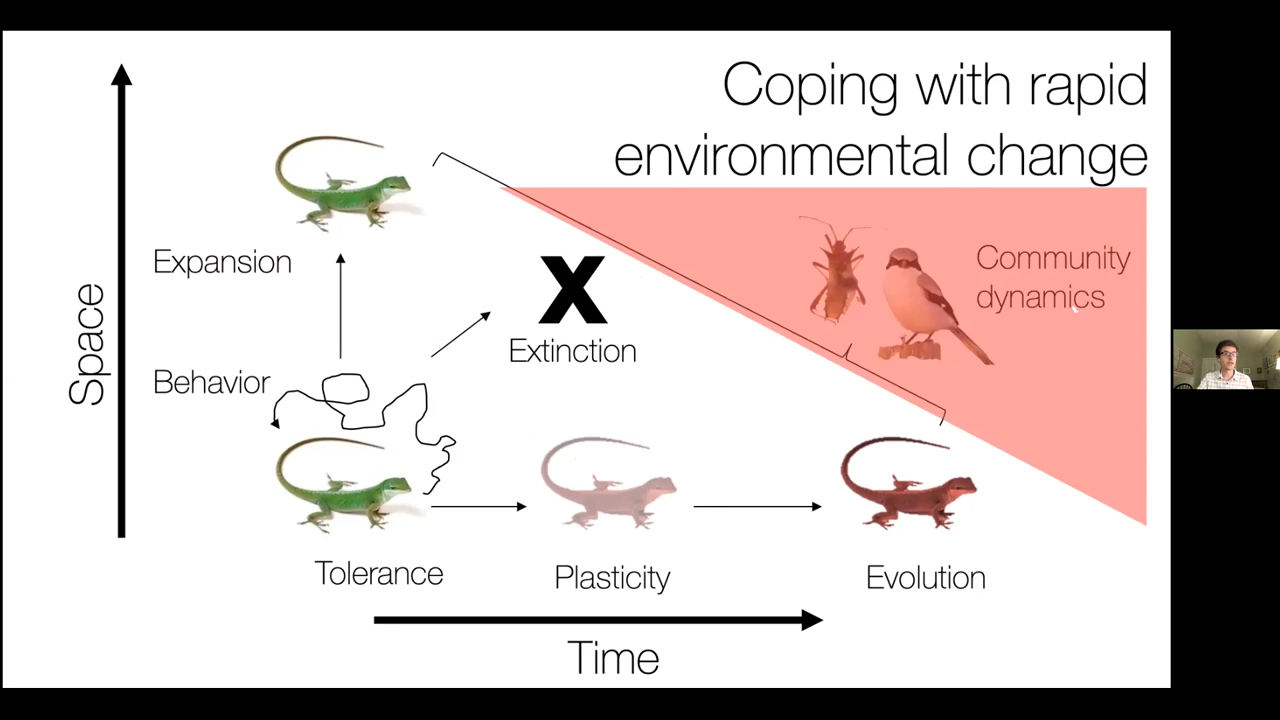 Coping with rapid
environmental change
Space
Expansion
Behavior
X
Extinction
Community
dynamics
Tolerance
Plasticity
Evolution
Time